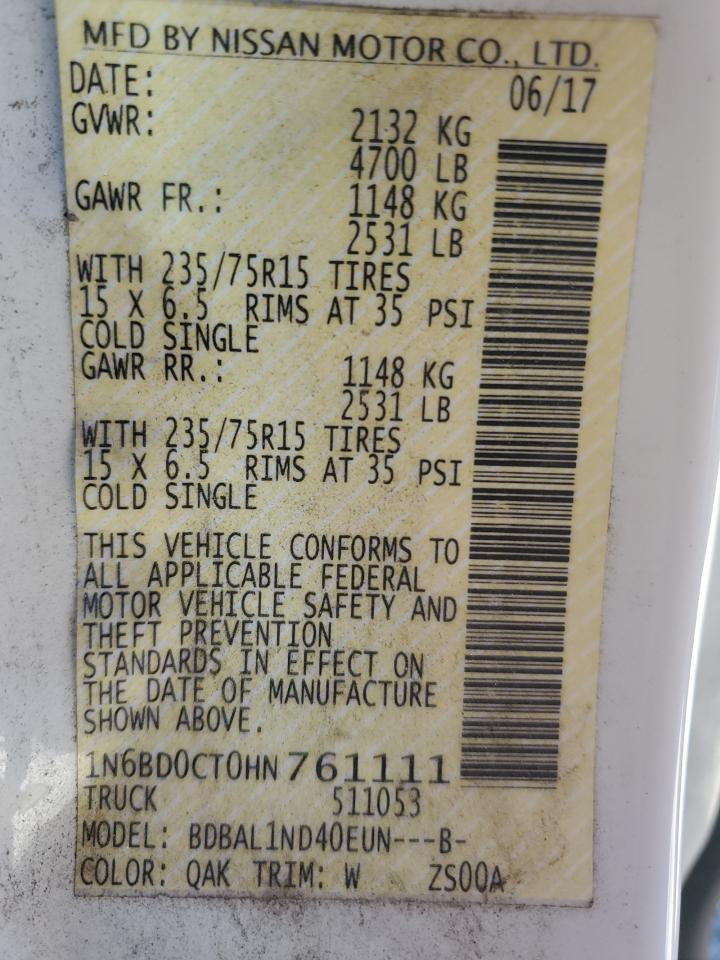 MFD BY NISSAN MOTOR CO., LTD.
DATE: 06/17
GVWR: 2132 KG
4700 LB
GAWR FR.: 1148 KG
2531 LB
WITH 235/75R15 TIRES
15 X 6.5 RIMS AT 35 PSI
COLD SINGLE
GAWR RR.: 1148 KG
2531 LB
WITH 235/75R15 TIRES
15 X 6.5 RIMS AT 35 PSI
COLD SINGLE
THIS VEHICLE CONFORMS TO
ALL APPLICABLE FEDERAL
MOTOR VEHICLE SAFETY AND
THEFT PREVENTION
STANDARDS IN EFFECT ON
THE DATE OF MANUFACTURE
SHOWN ABOVE.
1N6BD0CT0HN761111
TRUCK 511053
MODEL: BDBAL1ND40EUN---B-
COLOR: QAK TRIM: W ZS00A